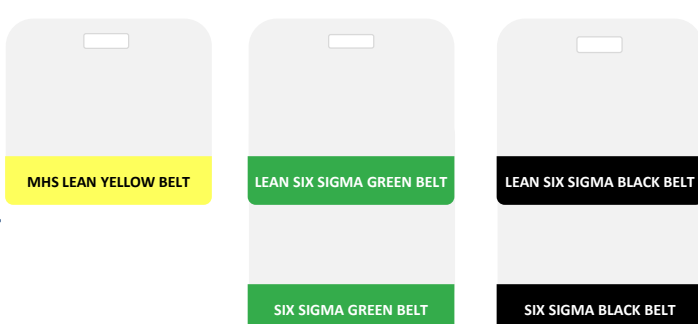 MHS LEAN YELLOW BELT
LEAN SIX SIGMA GREEN BELT
LEAN SIX SIGMA BLACK BELT
SIX SIGMA GREEN BELT
SIX SIGMA BLACK BELT